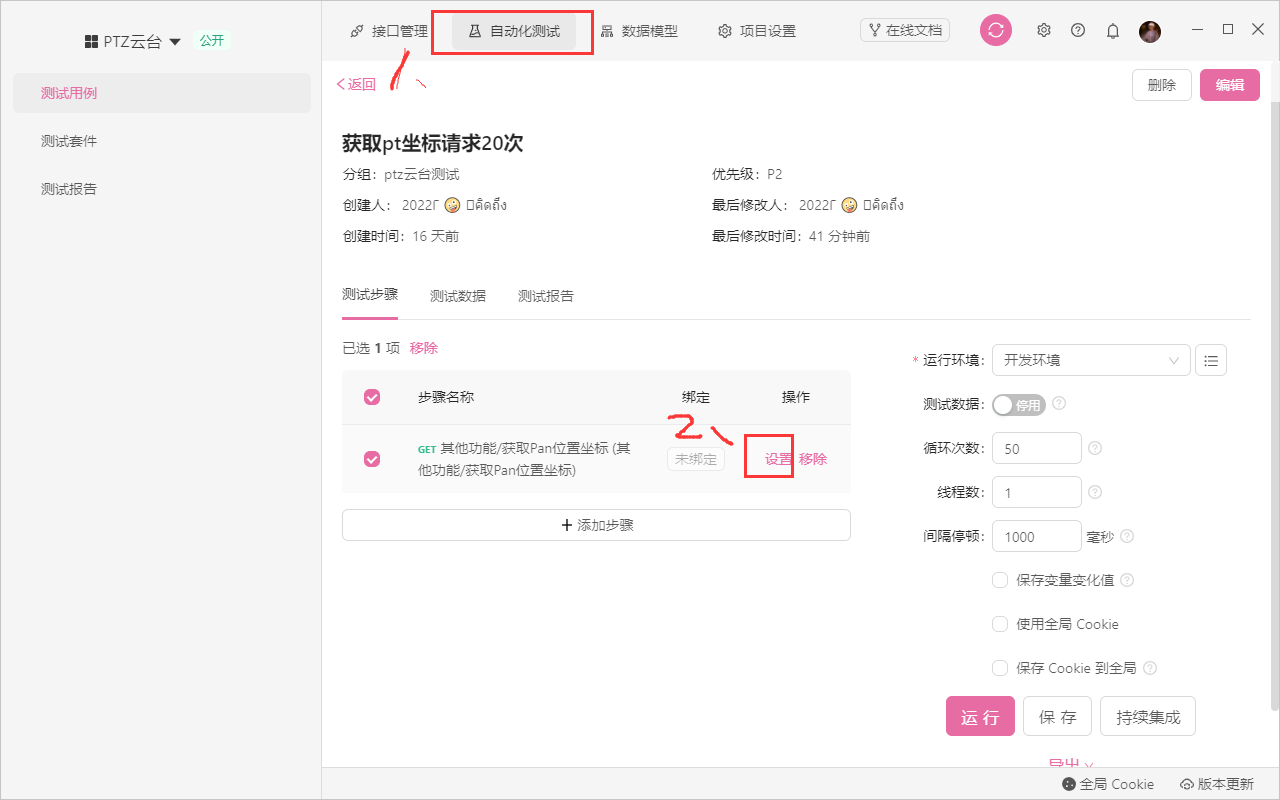 PTZ云台 公开
接口管理 自动化测试 数据模型 项目设置 在线文档
测试用例
测试套件
测试报告
返回 1、 删除 编辑
获取pt坐标请求20次
分组： ptz云台测试 优先级： P2
创建人： 最后修改人：
创建时间： 16 天前 最后修改时间： 41 分钟前
测试步骤 测试数据 测试报告
已选 1 项 移除
步骤名称 绑定 操作
2、
GET 其他功能/获取Pan位置坐标 (其
他功能/获取Pan位置坐标)
未绑定 设置 移除
添加步骤
* 运行环境： 开发环境
测试数据： 停用
循环次数： 50
线程数： 1
间隔停顿： 1000 毫秒
保存变量变化值
使用全局 Cookie
保存 Cookie 到全局
运 行 保 存 持续集成
导出
全局 Cookie 版本更新